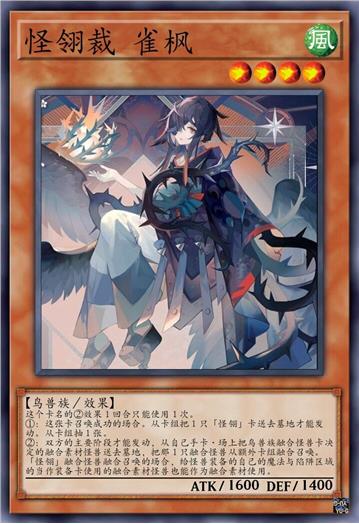 怪翎裁 雀枫
風
【鸟兽族/效果】
这个卡名的②效果1回合只能使用1次。
①：这张卡召唤成功的场合，从卡组把1只「怪翎」卡送去墓地才能发
动。从卡组抽1张。
②：双方的主要阶段才能发动。从自己手卡·场上把鸟兽族融合怪兽卡决
定的融合素材怪兽送去墓地，把那1只融合怪兽从额外卡组融合召唤。
「怪翎」融合怪兽融合召唤的场合，给怪兽装备的自己的魔法与陷阱区域
的当作装备卡使用的融合素材怪兽也能作为融合素材使用。
ATK/1600 DEF/1400